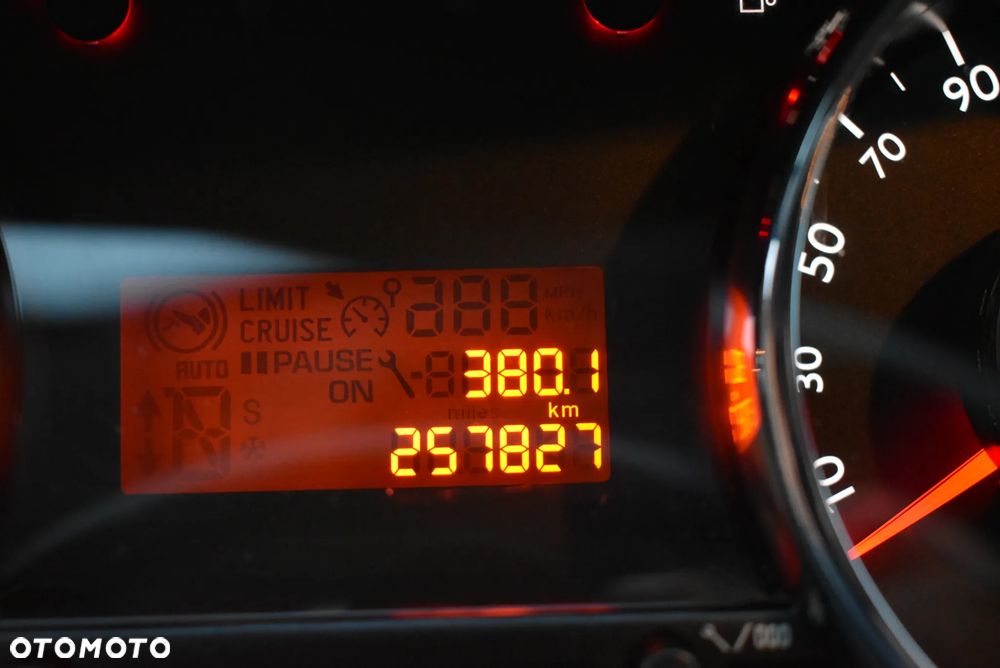 LIMIT
CRUISE
MPH
km/h
AUTO
PAUSE
ON
380.1
S
miles km
257827
90
70
50
30
10
OTOMOTO